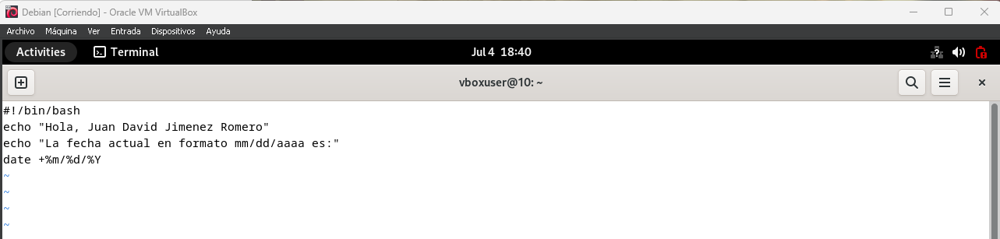 Debian [Corriendo] - Oracle VM VirtualBox
Archivo Máquina Ver Entrada Dispositivos Ayuda
Activities Terminal Jul 4 18:40
vboxuser@10: ~
#!/bin/bash
echo "Hola, Juan David Jimenez Romero"
echo "La fecha actual en formato mm/dd/aaaa es:"
date +%m/%d/%Y
~
~
~
~